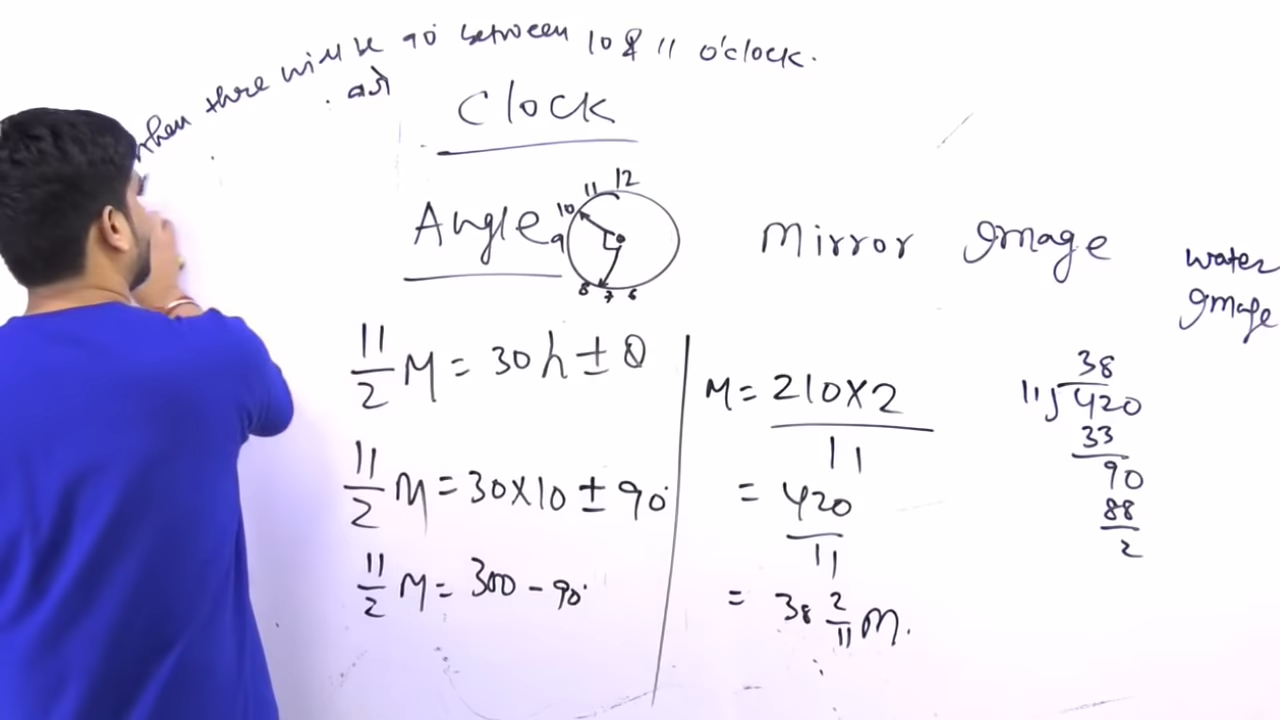 when there will be 90° between 10 & 11 o'clock.
Clock
Angle
12
11
10
9
8 7 6
Mirror Image
water
Image
11/2 M = 30 h ± θ
11/2 M = 30 × 10 ± 90°
11/2 M = 300 - 90°
M = 210 × 2 / 11
= 420 / 11
= 38 2/11 M.
38
11) 420
33
90
88
2